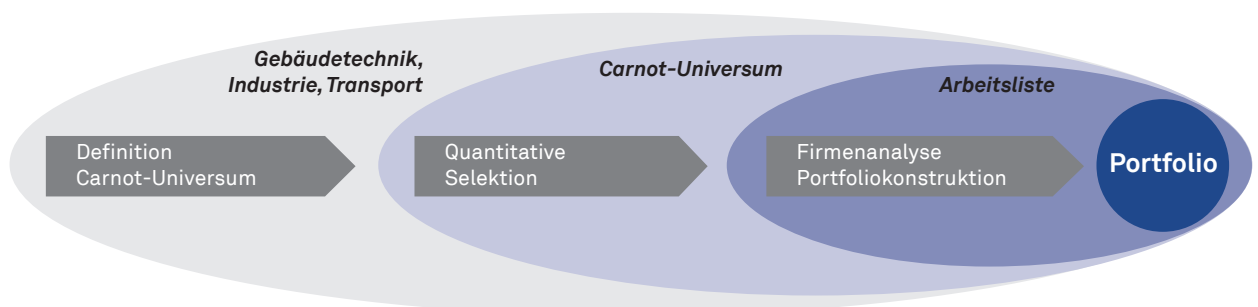 Gebäudetechnik,
Industrie, Transport
Carnot-Universum
Arbeitsliste
Definition
Carnot-Universum
Quantitative
Selektion
Firmenanalyse
Portfoliokonstruktion
Portfolio